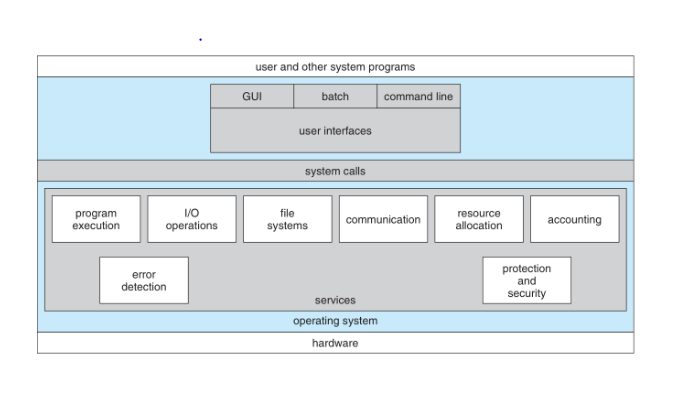 user and other system programs
GUI
batch
command line
user interfaces
system calls
program
execution
I/O
operations
file
systems
communication
resource
allocation
accounting
error
detection
protection
and
security
services
operating system
hardware